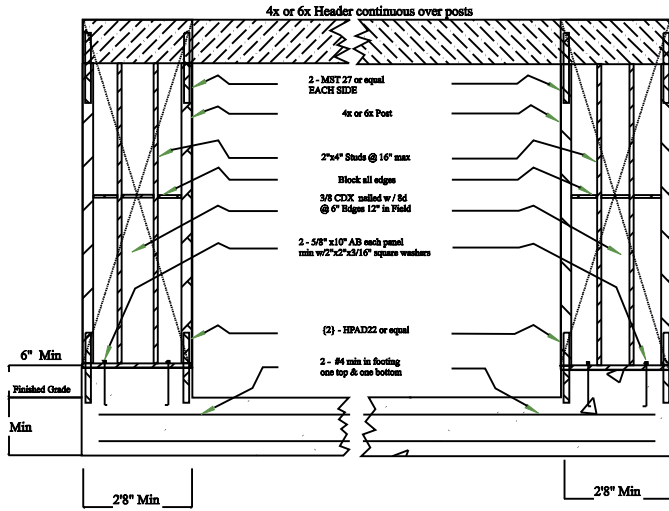 4x or 6x Header continuous over posts
2 - MST 27 or equal
EACH SIDE
4x or 6x Post
2"x4" Studs @ 16" max
Block all edges
3/8 CDX nailed w/ 8d
@ 6" Edges 12" in Field
2 - 5/8" x10" AB each panel
min w/2"x2"x3/16" square washers
{2} - HPAD22 or equal
6" Min
2 - #4 min in footing
one top & one bottom
Finished Grade
Min
2'8" Min
2'8" Min